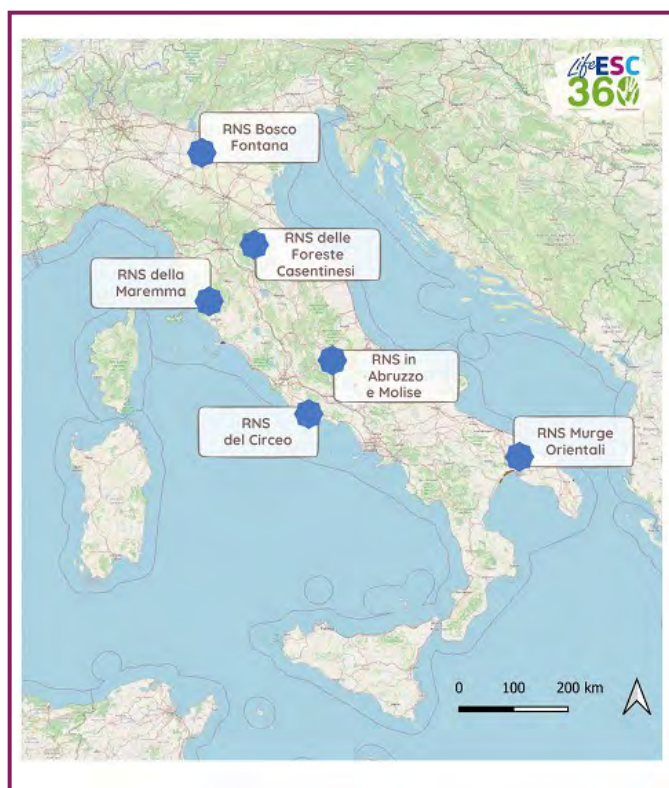 Life ESC
360
RNS Bosco
Fontana
RNS delle
Foreste
Casentinesi
RNS della
Maremma
RNS in
Abruzzo
e Molise
RNS
del Circeo
RNS Murge
Orientali
0 100 200 km